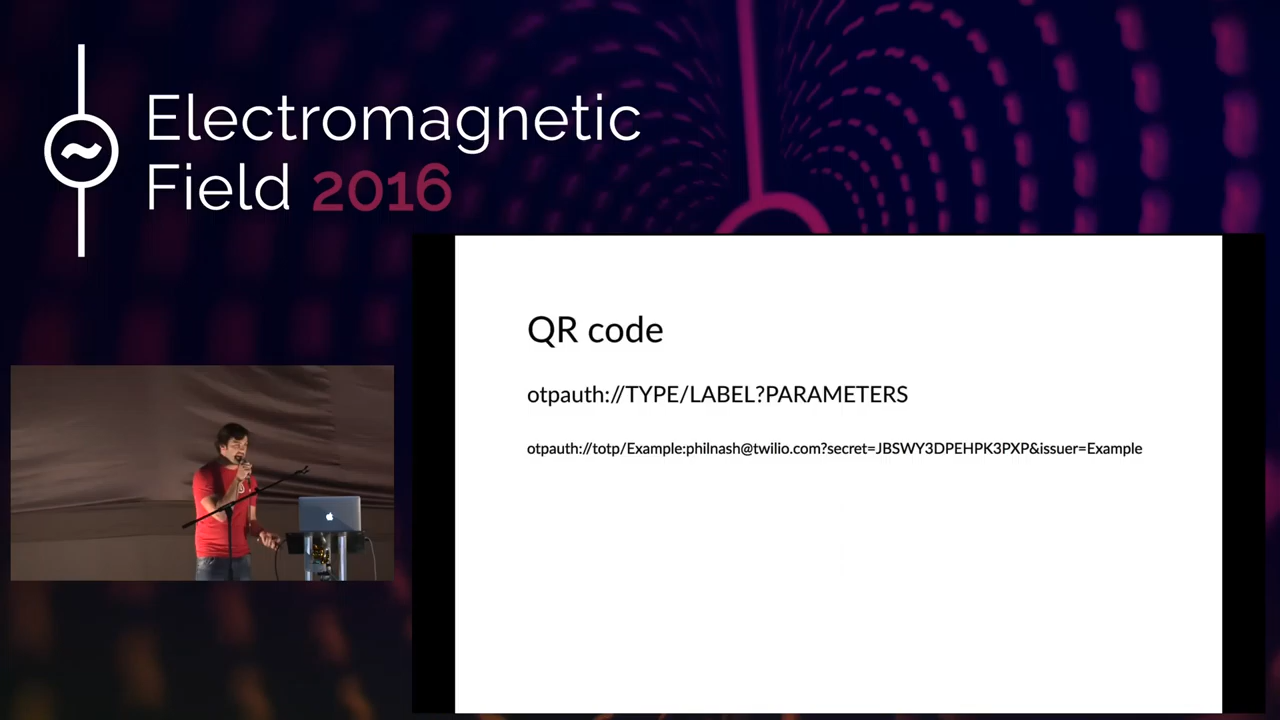 Electromagnetic
Field 2016
QR code
otpauth://TYPE/LABEL?PARAMETERS
otpauth://totp/Example:philnash@twilio.com?secret=JBSWY3DPEHPK3PXP&issuer=Example